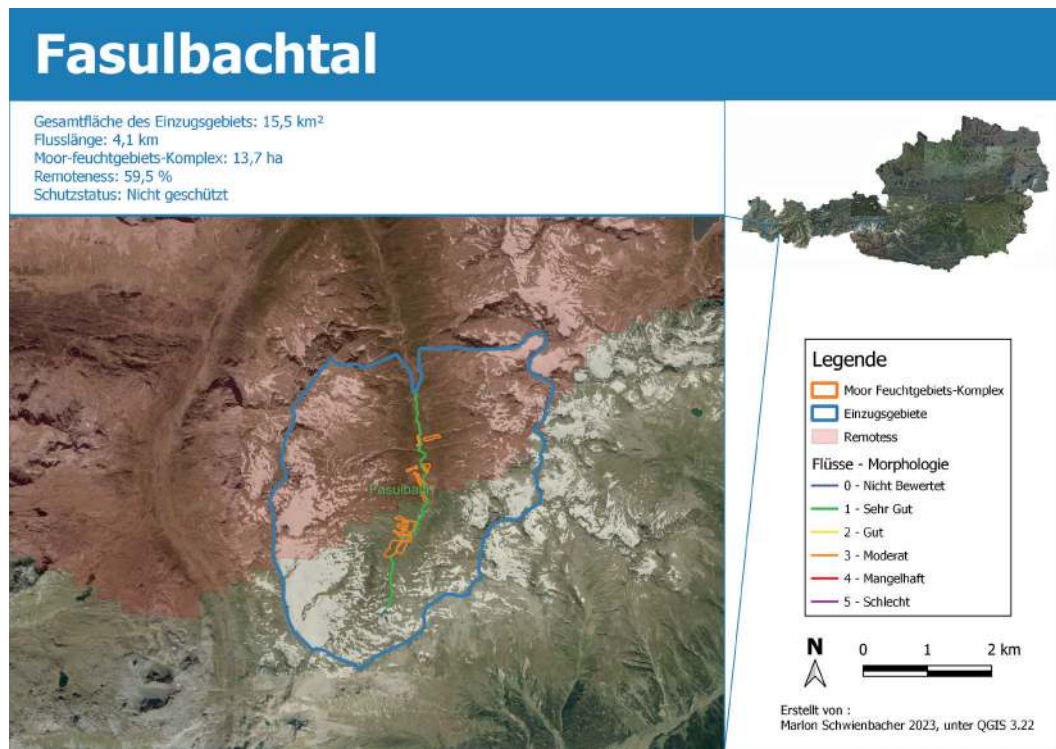 Fasulbachtal
Gesamtfläche des Einzugsgebiets: 15,5 km²
Flusslänge: 4,1 km
Moor-feuchtgebiets-Komplex: 13,7 ha
Remoteness: 59,5 %
Schutzstatus: Nicht geschützt
Fasulbach
Legende
Moor Feuchtgebiets-Komplex
Einzugsgebiete
Remotess
Flüsse - Morphologie
0 - Nicht Bewertet
1 - Sehr Gut
2 - Gut
3 - Moderat
4 - Mangelhaft
5 - Schlecht
N
0 1 2 km
Erstellt von :
Marlon Schwienbacher 2023, unter QGIS 3.22